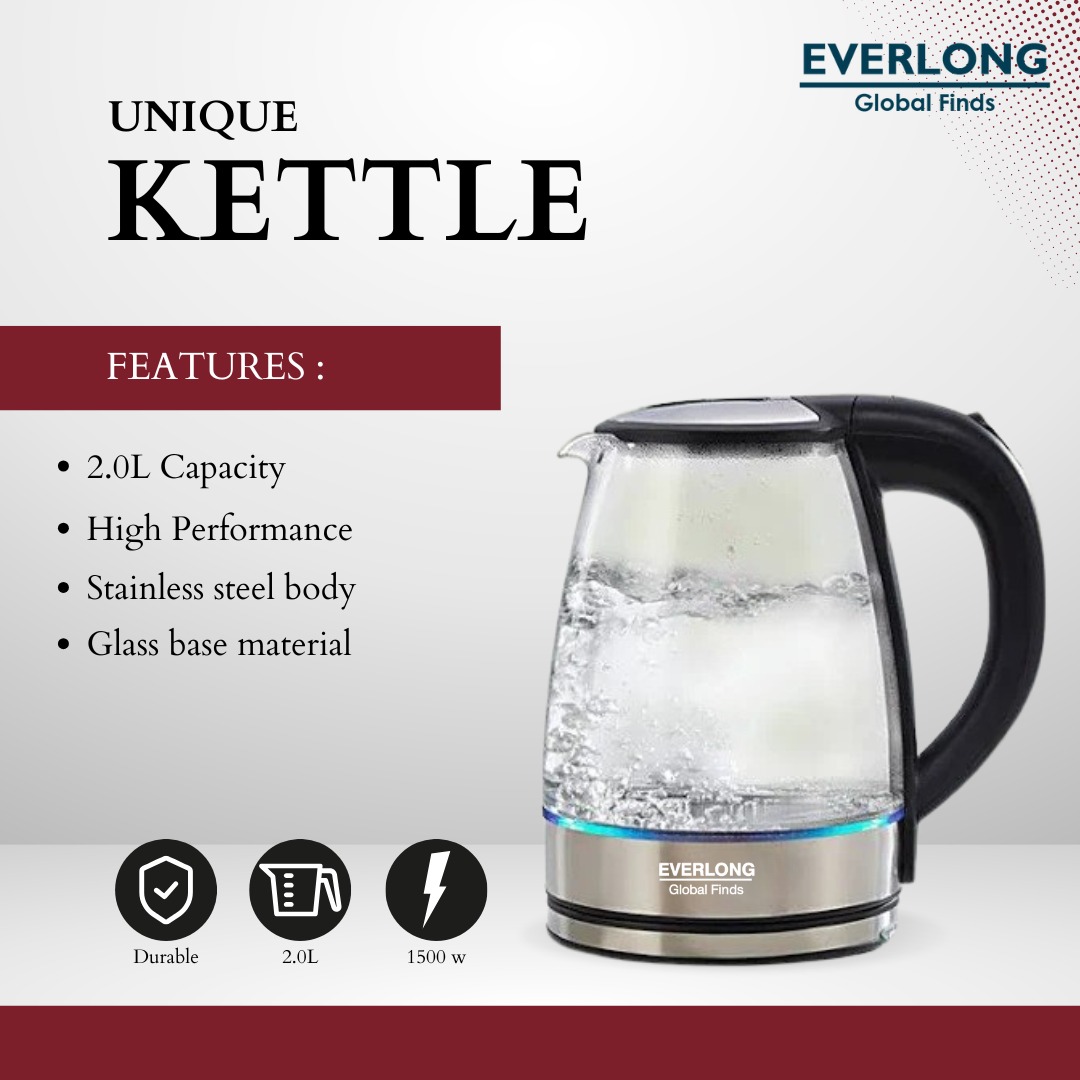 EVERLONG
Global Finds
UNIQUE
KETTLE
FEATURES :
• 2.0L Capacity
• High Performance
• Stainless steel body
• Glass base material
EVERLONG
Global Finds
Durable
2.0L
1500 w